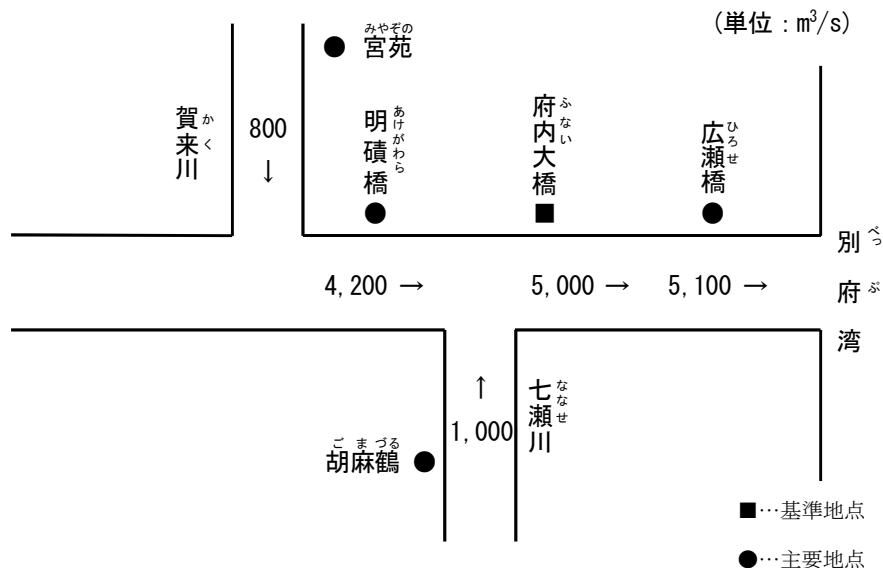 (単位：m³/s)
みやぞの
宮苑
賀来川
かく
800
↓
明磧橋
あけがわら
府内大橋
ふない
広瀬橋
ひろせ
別府湾
べっぷ
4,200 →
5,000 →
5,100 →
↑
1,000
七瀬川
ななせ
ごまづる
胡麻鶴
■…基準地点
●…主要地点